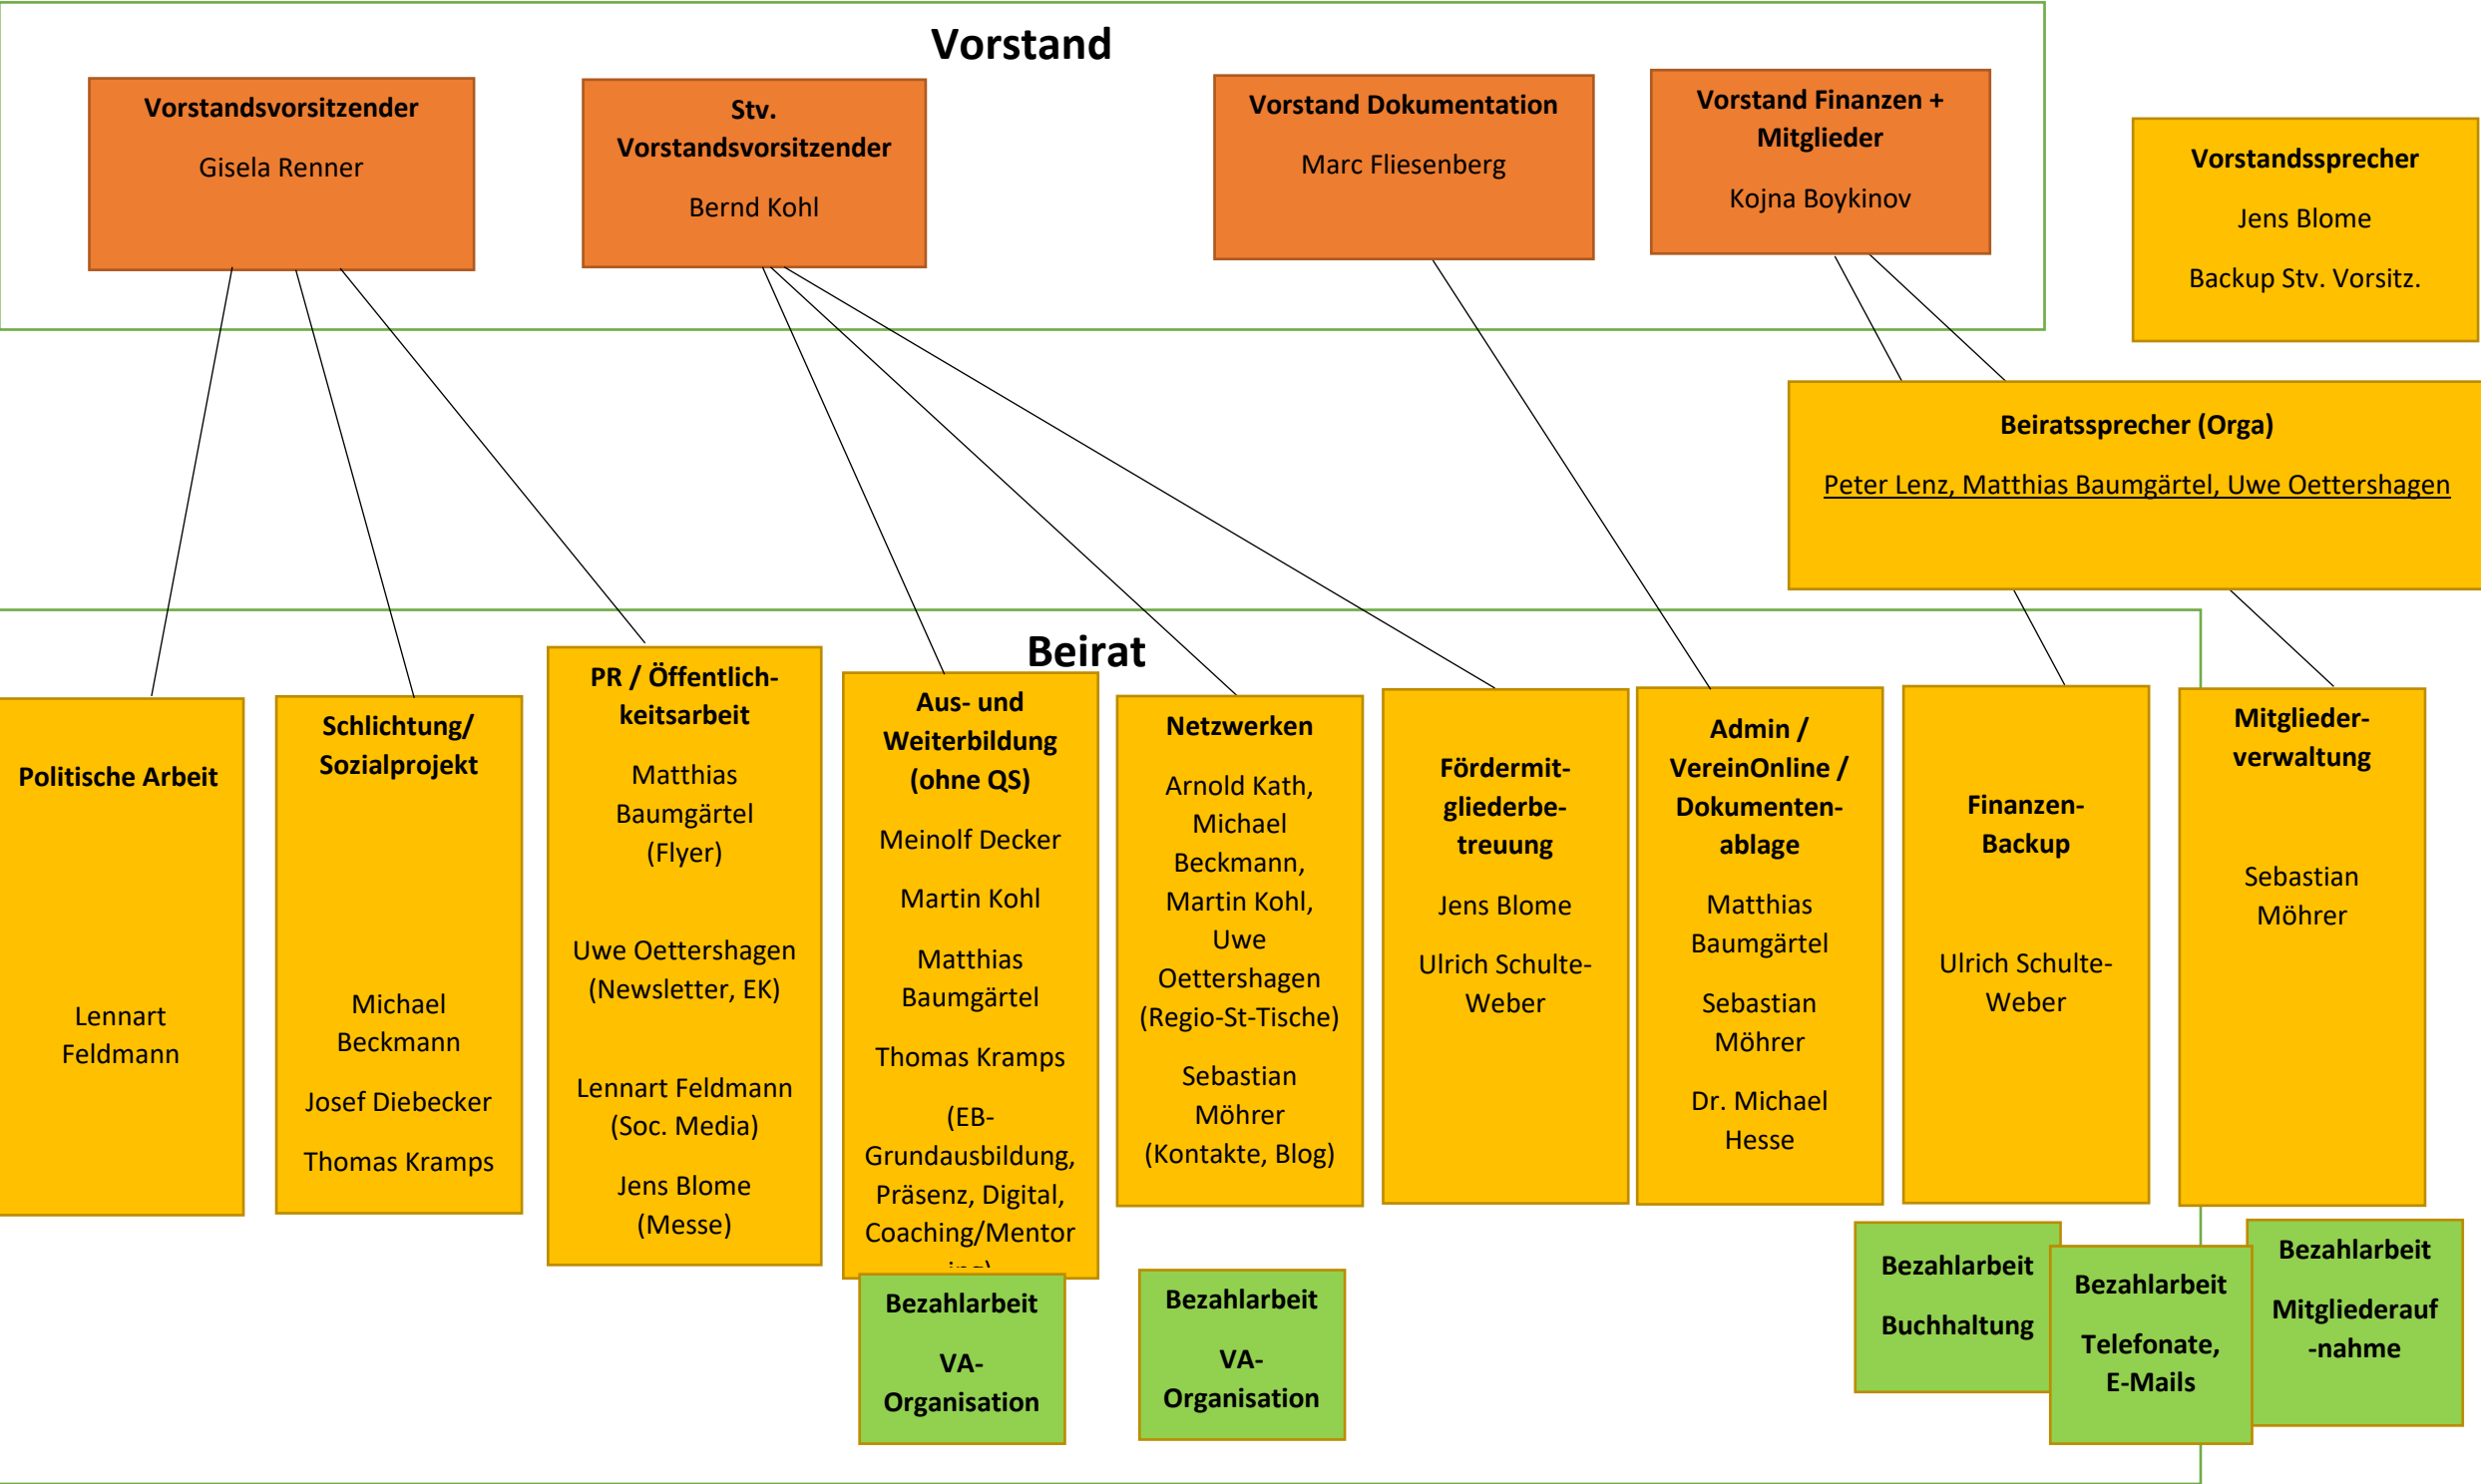 Vorstand
Vorstandsvorsitzender
Gisela Renner
Stv.
Vorstandsvorsitzender
Bernd Kohl
Vorstand Dokumentation
Marc Fliesenberg
Vorstand Finanzen +
Mitglieder
Kojna Boykinov
Vorstandssprecher
Jens Blome
Backup Stv. Vorsitz.
Beiratssprecher (Orga)
Peter Lenz, Matthias Baumgärtel, Uwe Oettershagen
Beirat
Politische Arbeit
Lennart
Feldmann
Schlichtung/
Sozialprojekt
Michael
Beckmann
Josef Diebecker
Thomas Kramps
PR / Öffentlich-
keitsarbeit
Matthias
Baumgärtel
(Flyer)
Uwe Oettershagen
(Newsletter, EK)
Lennart Feldmann
(Soc. Media)
Jens Blome
(Messe)
Aus- und
Weiterbildung
(ohne QS)
Meinolf Decker
Martin Kohl
Matthias
Baumgärtel
Thomas Kramps
(EB-
Grundausbildung,
Präsenz, Digital,
Coaching/Mentor
Netzwerken
Arnold Kath,
Michael
Beckmann,
Martin Kohl,
Uwe
Oettershagen
(Regio-St-Tische)
Sebastian
Möhrer
(Kontakte, Blog)
Fördermit-
gliederbe-
treuung
Jens Blome
Ulrich Schulte-
Weber
Admin /
VereinOnline /
Dokumenten-
ablage
Matthias
Baumgärtel
Sebastian
Möhrer
Dr. Michael
Hesse
Finanzen-
Backup
Ulrich Schulte-
Weber
Mitglieder-
verwaltung
Sebastian
Möhrer
Bezahlarbeit
VA-
Organisation
Bezahlarbeit
VA-
Organisation
Bezahlarbeit
Buchhaltung
Bezahlarbeit
Telefonate,
E-Mails
Bezahlarbeit
Mitgliederauf
-nahme